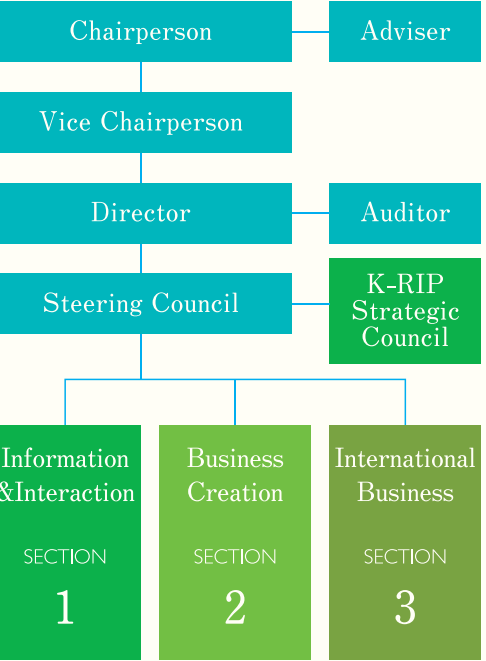 Chairperson
Adviser
Vice Chairperson
Director
Auditor
Steering Council
K-RIP
Strategic
Council
Information
&Interaction
SECTION
1
Business
Creation
SECTION
2
International
Business
SECTION
3